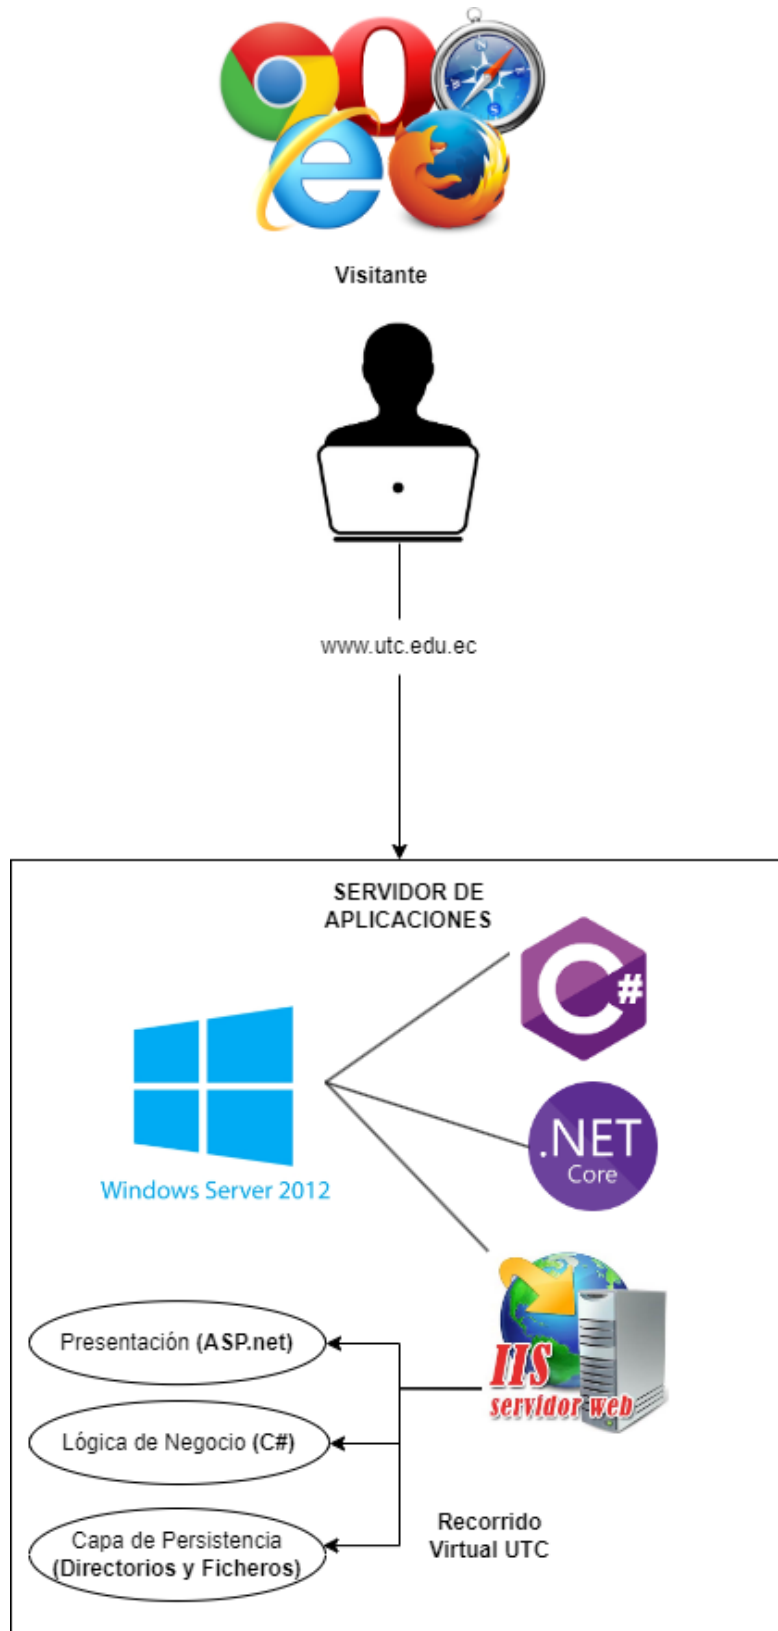 Visitante
www.utc.edu.ec
SERVIDOR DE
APLICACIONES
C#
Windows Server 2012
.NET
Core
IIS
servidor web
Presentación (ASP.net)
Lógica de Negocio (C#)
Capa de Persistencia
(Directorios y Ficheros)
Recorrido
Virtual UTC